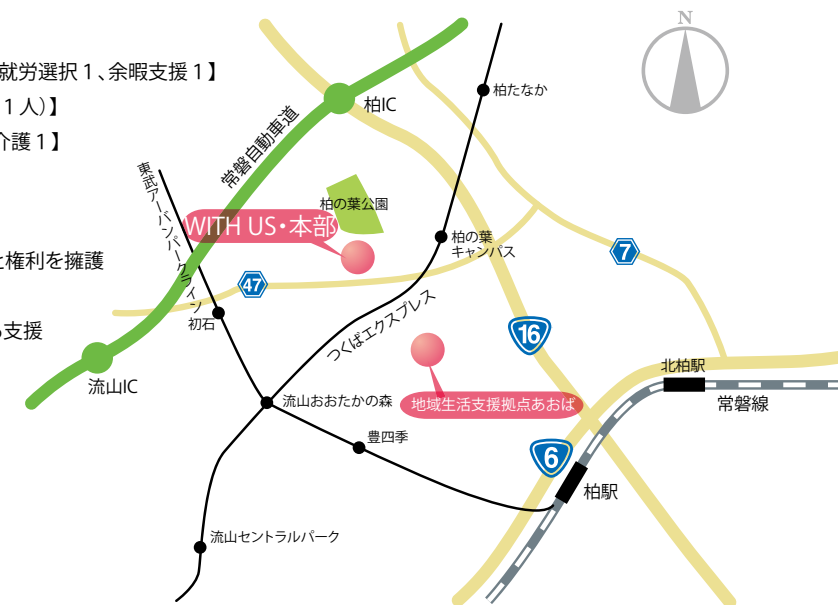 就労選択1、余暇支援1】
1人)】
介護1】
権利を擁護
支援
N
柏たなか
柏IC
常磐自動車道
東武アーバンパークライン
柏の葉公園
WITH US・本部
柏の葉
キャンパス
7
47
つくばエクスプレス
初石
16
流山IC
北柏駅
常磐線
流山おおたかの森
地域生活支援拠点あおば
豊四季
6
柏駅
流山セントラルパーク